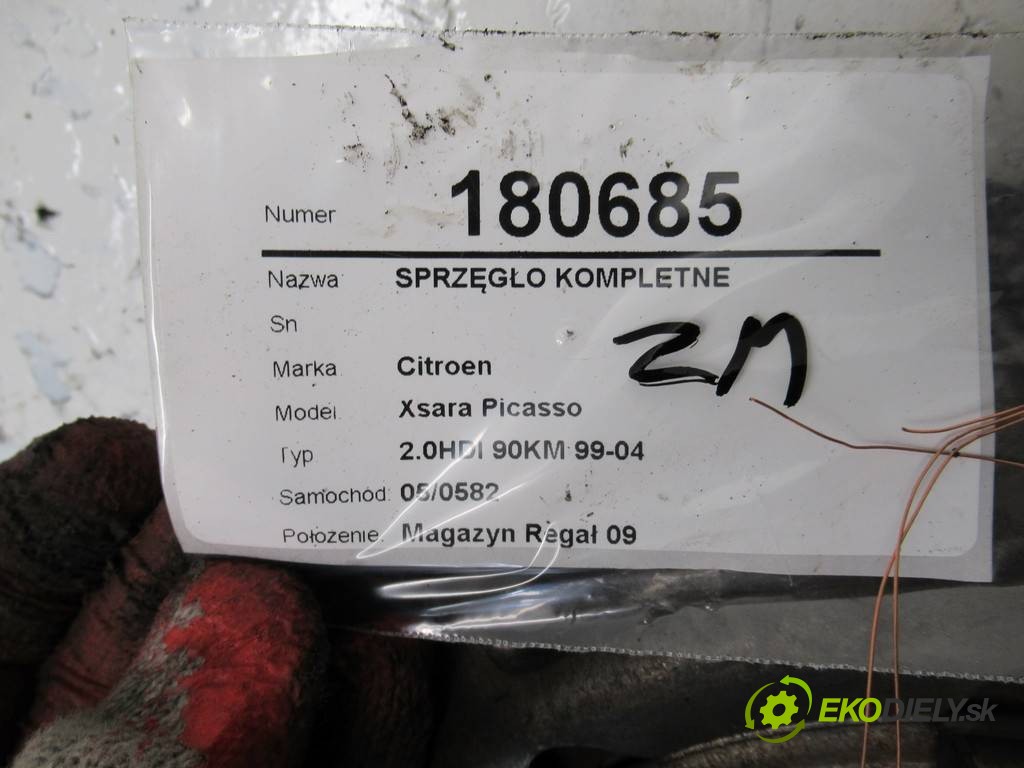 Numer 180685
Nazwa SPRZĘGŁO KOMPLETNE
Sn
ZM
Marka Citroen
Model Xsara Picasso
Typ 2.0HDI 90KM 99-04
Samochód: 05/0582
Położenie: Magazyn Regał 09
EKODIELY.sk